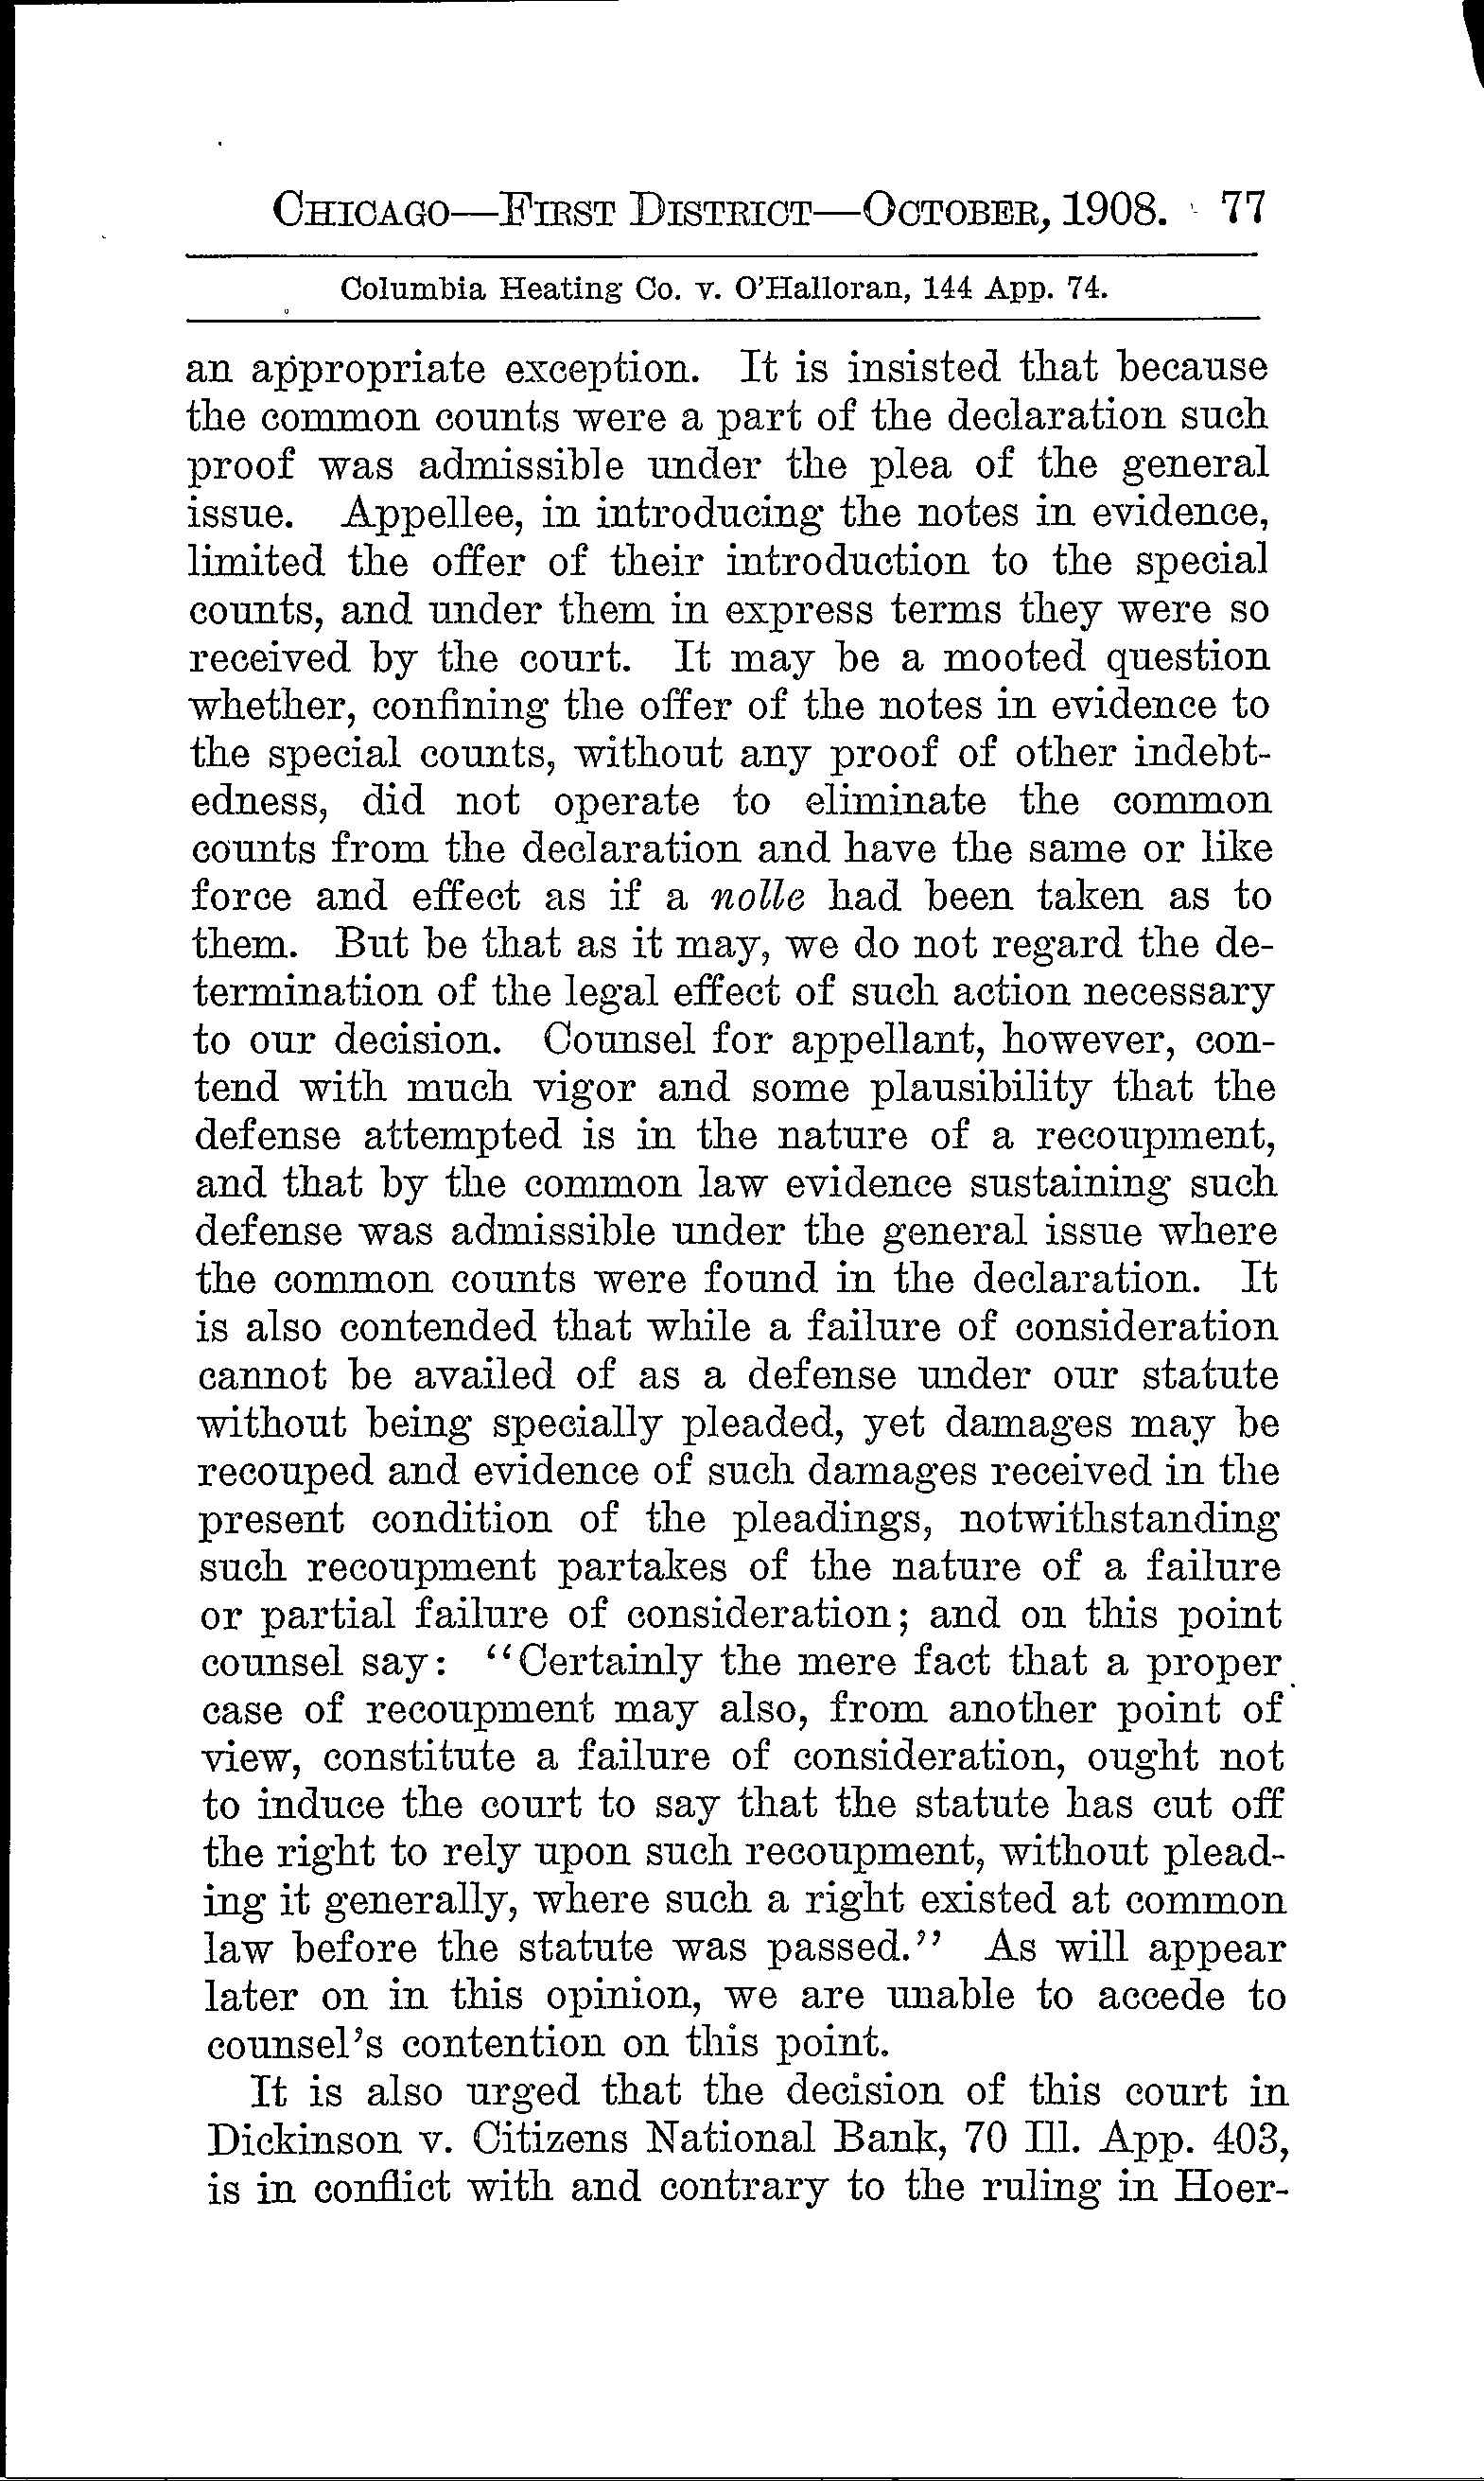 CHICAGO—FIRST DISTRICT—OCTOBER, 1908. 77
Columbia Heating Co. v. O'Halloran, 144 App. 74.
an appropriate exception. It is insisted that because
the common counts were a part of the declaration such
proof was admissible under the plea of the general
issue. Appellee, in introducing the notes in evidence,
limited the offer of their introduction to the special
counts, and under them in express terms they were so
received by the court. It may be a mooted question
whether, confining the offer of the notes in evidence to
the special counts, without any proof of other indebt-
edness, did not operate to eliminate the common
counts from the declaration and have the same or like
force and effect as if a nolle had been taken as to
them. But be that as it may, we do not regard the de-
termination of the legal effect of such action necessary
to our decision. Counsel for appellant, however, con-
tend with much vigor and some plausibility that the
defense attempted is in the nature of a recoupment,
and that by the common law evidence sustaining such
defense was admissible under the general issue where
the common counts were found in the declaration. It
is also contended that while a failure of consideration
cannot be availed of as a defense under our statute
without being specially pleaded, yet damages may be
recouped and evidence of such damages received in the
present condition of the pleadings, notwithstanding
such recoupment partakes of the nature of a failure
or partial failure of consideration; and on this point
counsel say: "Certainly the mere fact that a proper
case of recoupment may also, from another point of
view, constitute a failure of consideration, ought not
to induce the court to say that the statute has cut off
the right to rely upon such recoupment, without plead-
ing it generally, where such a right existed at common
law before the statute was passed." As will appear
later on in this opinion, we are unable to accede to
counsel's contention on this point.
It is also urged that the decision of this court in
Dickinson v. Citizens National Bank, 70 Ill. App. 403,
is in conflict with and contrary to the ruling in Hoer-